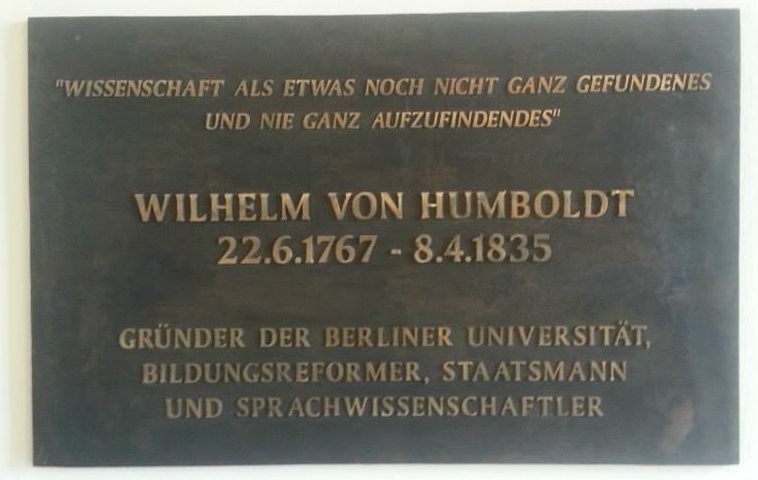 "WISSENSCHAFT ALS ETWAS NOCH NICHT GANZ GEFUNDENES
UND NIE GANZ AUFZUFINDENDES"
WILHELM VON HUMBOLDT
22.6.1767 - 8.4.1835
GRÜNDER DER BERLINER UNIVERSITÄT,
BILDUNGSREFORMER, STAATSMANN
UND SPRACHWISSENSCHAFTLER